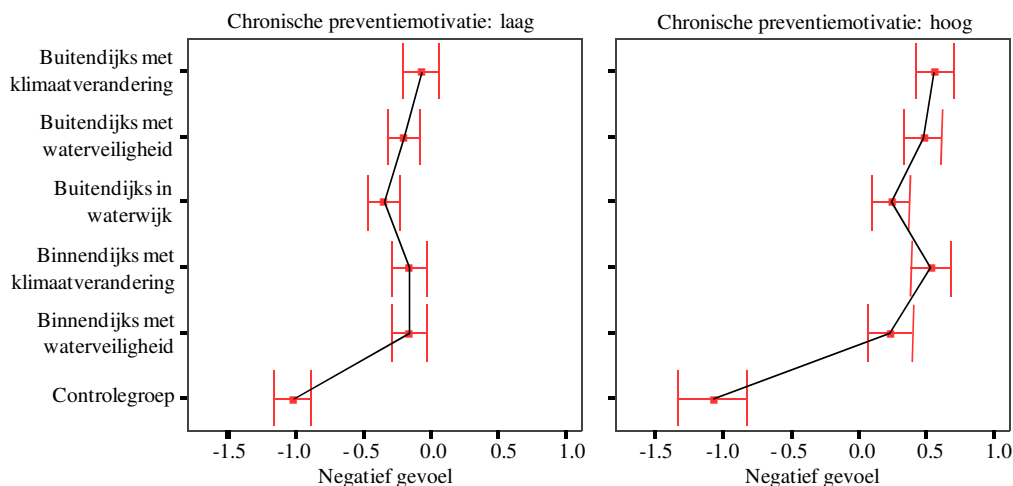 Chronische preventiemotivatie: laag
Chronische preventiemotivatie: hoog
Buitendijks met
klimaatverandering
Buitendijks met
waterveiligheid
Buitendijks in
waterwijk
Binnendijks met
klimaatverandering
Binnendijks met
waterveiligheid
Controlegroep
-1.5 -1.0 -0.5 0.0 0.5 1.0
Negatief gevoel
-1.5 -1.0 -0.5 0.0 0.5 1.0
Negatief gevoel